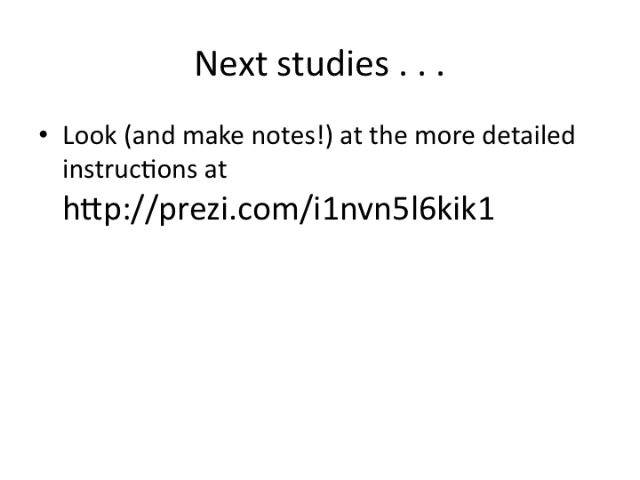 Next studies . . .
• Look (and make notes!) at the more detailed
instructions at
http://prezi.com/i1nvn5l6kik1